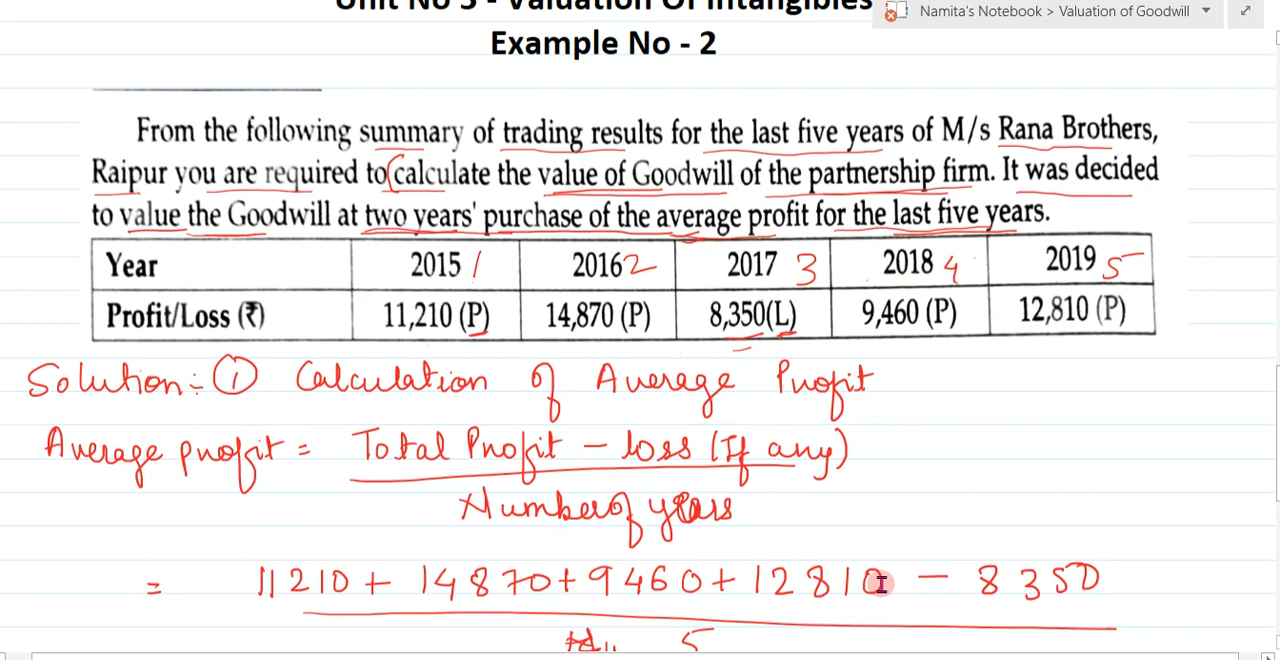 Unit No 3 - Valuation Of Intangibles
Namita's Notebook > Valuation of Goodwill
Example No - 2
From the following summary of trading results for the last five years of M/s Rana Brothers,
Raipur you are required to calculate the value of Goodwill of the partnership firm. It was decided
to value the Goodwill at two years' purchase of the average profit for the last five years.
Year 2015 1 2016 2 2017 3 2018 4 2019 5
Profit/Loss (₹) 11,210 (P) 14,870 (P) 8,350(L) 9,460 (P) 12,810 (P)
Solution:- ① Calculation of Average Profit
Average profit = Total Profit - loss (If any)
Number of years
= 11210 + 14870 + 9460 + 12810 - 8350
5